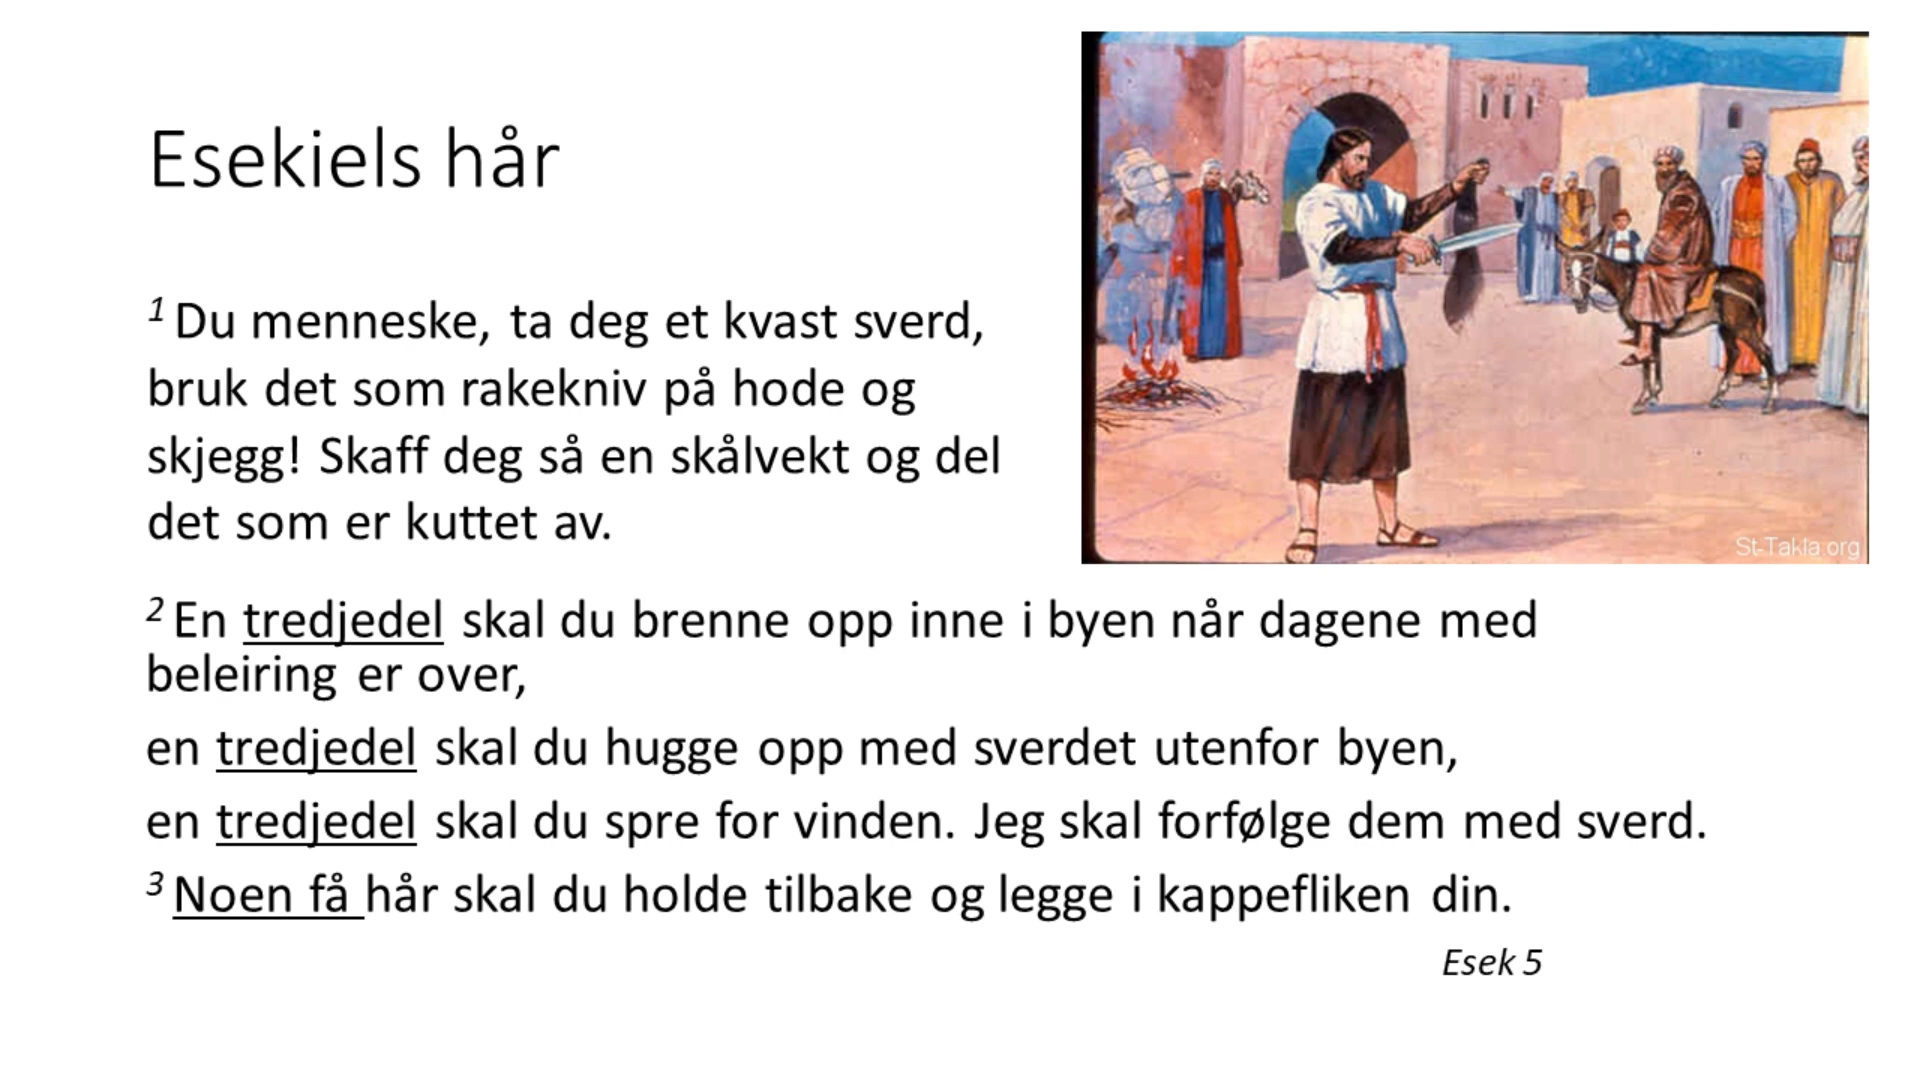 Esekiels hår
1 Du menneske, ta deg et kvast sverd,
bruk det som rakekniv på hode og
skjegg! Skaff deg så en skålvekt og del
det som er kuttet av.
St-Takla.org
2 En tredjedel skal du brenne opp inne i byen når dagene med
beleiring er over,
en tredjedel skal du hugge opp med sverdet utenfor byen,
en tredjedel skal du spre for vinden. Jeg skal forfølge dem med sverd.
3 Noen få hår skal du holde tilbake og legge i kappefliken din.
Esek 5